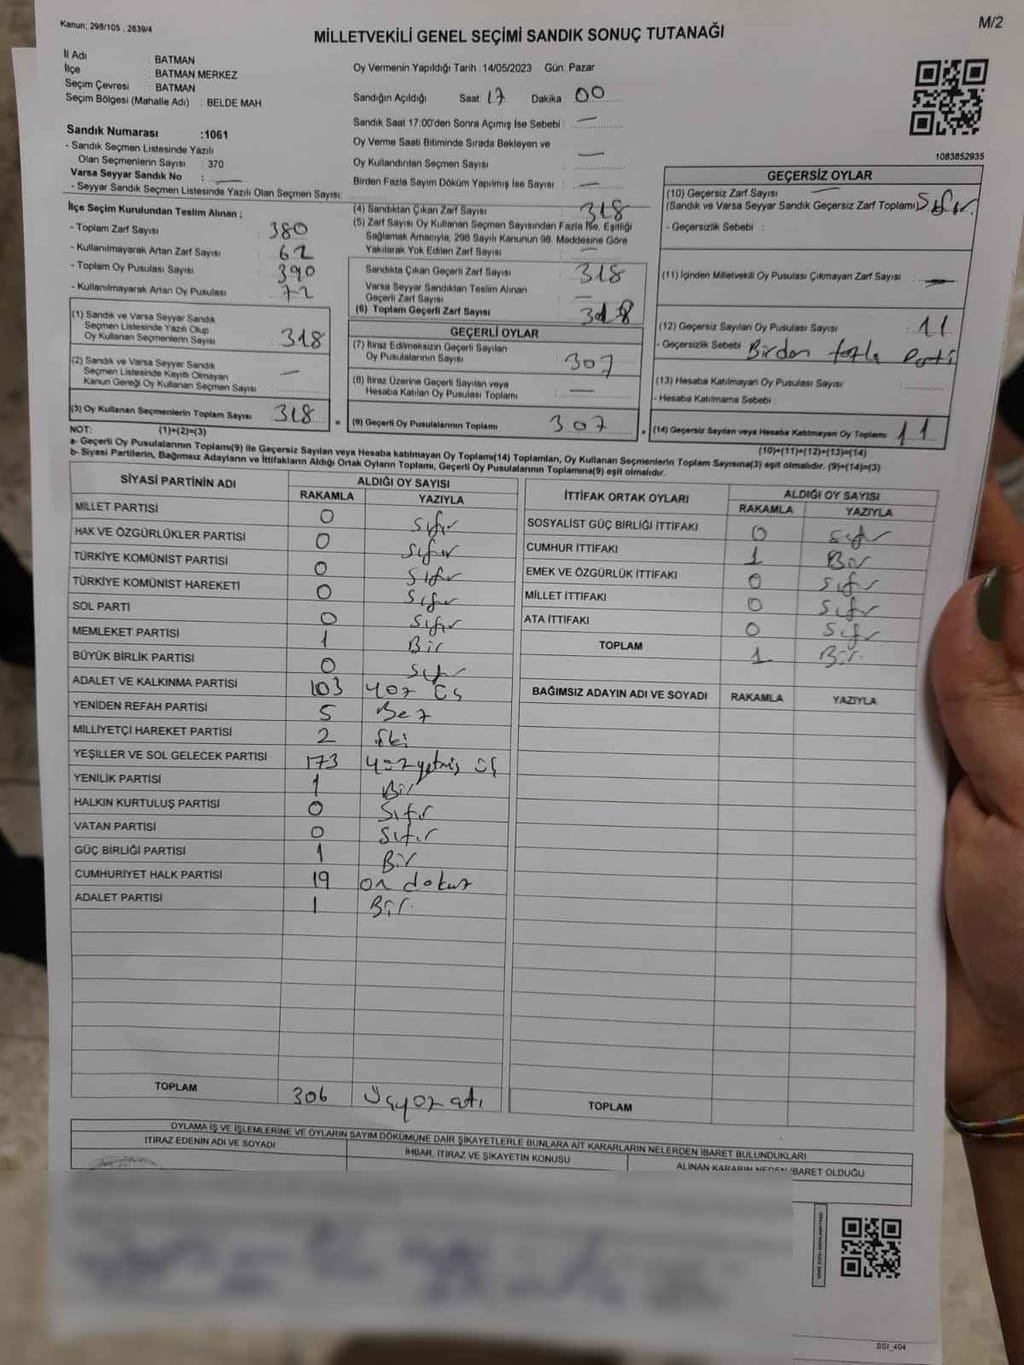 Kanun; 298/105 , 2839/4
M/2
MİLLETVEKİLİ GENEL SEÇİMİ SANDIK SONUÇ TUTANAĞI
İl Adı : BATMAN
İlçe : BATMAN MERKEZ
Seçim Çevresi : BATMAN
Seçim Bölgesi (Mahalle Adı) : BELDE MAH.
Sandık Numarası :1061
- Sandık Seçmen Listesinde Yazılı
Olan Seçmenlerin Sayısı : 370
Varsa Seyyar Sandık No : —
- Seyyar Sandık Seçmen Listesinde Yazılı Olan Seçmen Sayısı:
Oy Vermenin Yapıldığı Tarih :14/05/2023 Gün: Pazar
Sandığın Açıldığı Saat: 17 Dakika : 00
Sandık Saat 17:00'den Sonra Açımış İse Sebebi : —
Oy Verme Saati Bitiminde Sırada Bekleyen ve
Oy Kullandırılan Seçmen Sayısı : —
Birden Fazla Sayım Döküm Yapılmış İse Sayısı : —
1083852935
İlçe Seçim Kurulundan Teslim Alınan ;
- Toplam Zarf Sayısı : 380
- Kullanılmayarak Artan Zarf Sayısı : 62
- Toplam Oy Pusulası Sayısı : 390
- Kullanılmayarak Artan Oy Pusulası : 72
(1) Sandık ve Varsa Seyyar Sandık
Seçmen Listesinde Yazılı Olup
Oy Kullanan Seçmenlerin Sayısı : 318
(2) Sandık ve Varsa Seyyar Sandık
Seçmen Listesinde Kayıtlı Olmayan
Kanun Gereği Oy Kullanan Seçmen Sayısı : —
(3) Oy Kullanan Seçmenlerin Toplam Sayısı : 318
(4) Sandıktan Çıkan Zarf Sayısı : 318
(5) Zarf Sayısı Oy Kullanan Seçmen Sayısından Fazla İse, Eşitliği
Sağlamak Amacıyla, 298 Sayılı Kanunun 98. Maddesine Göre
Yakılarak Yok Edilen Zarf Sayısı : —
Sandıkta Çıkan Geçerli Zarf Sayısı : 318
Varsa Seyyar Sandıktan Teslim Alınan
Geçerli Zarf Sayısı : —
(6) Toplam Geçerli Zarf Sayısı : 318
GEÇERLİ OYLAR
(7) İtiraz Edilmeksizin Geçerli Sayılan
Oy Pusulalarının Sayısı : 307
(8) İtiraz Üzerine Geçerli Sayılan veya
Hesaba Katılan Oy Pusulası Toplamı : —
(9) Geçerli Oy Pusulalarının Toplamı : 307
GEÇERSİZ OYLAR
(10) Geçersiz Zarf Sayısı —
(Sandık ve Varsa Seyyar Sandık Geçersiz Zarf Toplamı) Sıfır.
- Geçersizlik Sebebi :
(11) İçinden Milletvekili Oy Pusulası Çıkmayan Zarf Sayısı : —
(12) Geçersiz Sayılan Oy Pusulası Sayısı : 11
- Geçersizlik Sebebi : Birden fazla Parti
(13) Hesaba Katılmayan Oy Pusulası Sayısı :
- Hesaba Katılmama Sebebi :
(14) Geçersiz Sayılan veya Hesaba Katılmayan Oy Toplamı : 11
NOT: (1)+(2)=(3) (10)+(11)+(12)+(13)=(14)
a- Geçerli Oy Pusulalarının Toplamı(9) ile Geçersiz Sayılan veya Hesaba katılmayan Oy Toplamı(14) Toplamları, Oy Kullanan Seçmenlerin Toplam Sayısına(3) eşit olmalıdır. (9)+(14)=(3)
b- Siyasi Partilerin, Bağımsız Adayların ve İttifakların Aldığı Ortak Oyların Toplamı, Geçerli Oy Pusulalarının Toplamına(9) eşit olmalıdır.
SİYASİ PARTİNİN ADI ALDIĞI OY SAYISI
RAKAMLA YAZIYLA
MİLLET PARTİSİ 0 Sıfır
HAK VE ÖZGÜRLÜKLER PARTİSİ 0 Sıfır
TÜRKİYE KOMÜNİST PARTİSİ 0 Sıfır
TÜRKİYE KOMÜNİST HAREKETİ 0 Sıfır
SOL PARTİ 0 Sıfır
MEMLEKET PARTİSİ 1 Bir
BÜYÜK BİRLİK PARTİSİ 0 Sıfır
ADALET VE KALKINMA PARTİSİ 103 yüz üç
YENİDEN REFAH PARTİSİ 5 Beş
MİLLİYETÇİ HAREKET PARTİSİ 2 İki
YEŞİLLER VE SOL GELECEK PARTİSİ 173 yüzyetmiş üç
YENİLİK PARTİSİ 1 Bir
HALKIN KURTULUŞ PARTİSİ 0 Sıfır
VATAN PARTİSİ 0 Sıfır
GÜÇ BİRLİĞİ PARTİSİ 1 Bir
CUMHURİYET HALK PARTİSİ 19 on dokuz
ADALET PARTİSİ 1 Bir.
TOPLAM 306 Üçyüz altı
İTTİFAK ORTAK OYLARI ALDIĞI OY SAYISI
RAKAMLA YAZIYLA
SOSYALİST GÜÇ BİRLİĞİ İTTİFAKI 0 Sıfır
CUMHUR İTTİFAKI 1 Bir
EMEK VE ÖZGÜRLÜK İTTİFAKI 0 Sıfır
MİLLET İTTİFAKI 0 Sıfır
ATA İTTİFAKI 0 Sıfır
TOPLAM 1 Bir.
BAĞIMSIZ ADAYIN ADI VE SOYADI RAKAMLA YAZIYLA
TOPLAM
OYLAMA İŞ VE İŞLEMLERİNE VE OYLARIN SAYIM DÖKÜMÜNE DAİR ŞİKAYETLERLE BUNLARA AİT KARARLARIN NELERDEN İBARET BULUNDUKLARI
İTİRAZ EDENİN ADI VE SOYADI
İHBAR, İTİRAZ VE ŞİKAYETİN KONUSU
ALINAN KARARIN NEDEN İBARET OLDUĞU
SSI_404